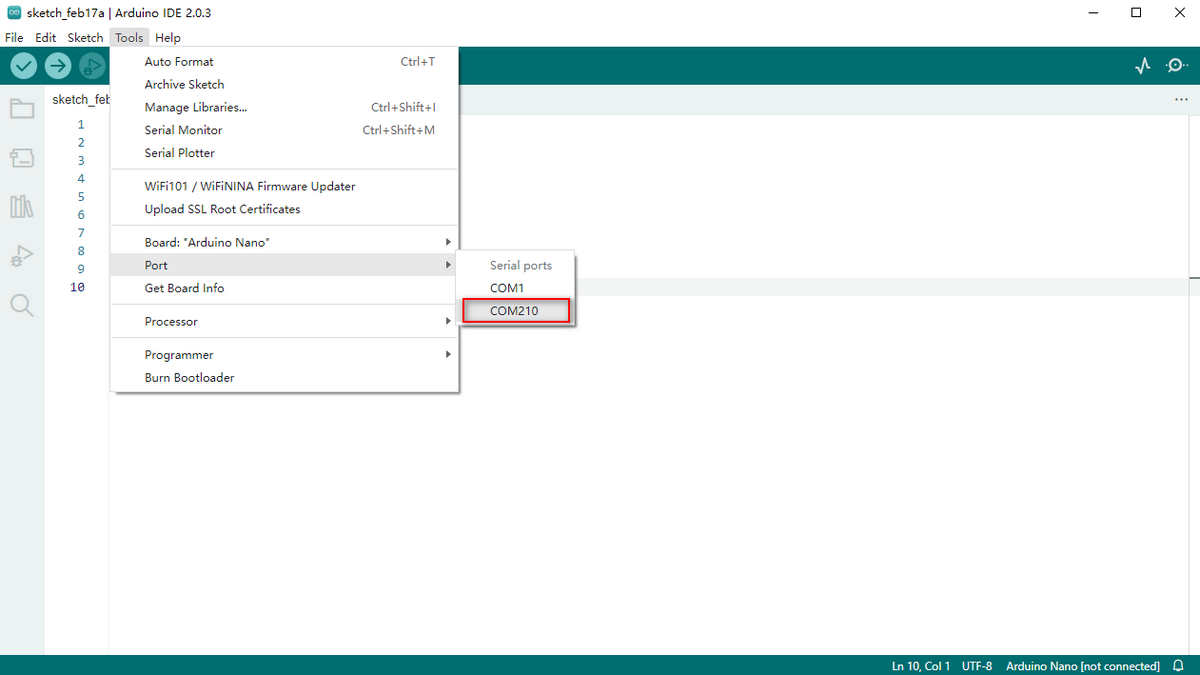 sketch_feb17a | Arduino IDE 2.0.3
File Edit Sketch Tools Help
sketch_feb
Auto Format Ctrl+T
Archive Sketch
Manage Libraries... Ctrl+Shift+I
Serial Monitor Ctrl+Shift+M
Serial Plotter
WiFi101 / WiFiNINA Firmware Updater
Upload SSL Root Certificates
Board: "Arduino Nano"
Port
Get Board Info
Processor
Programmer
Burn Bootloader
Serial ports
COM1
COM210
1
2
3
4
5
6
7
8
9
10
Ln 10, Col 1 UTF-8 Arduino Nano [not connected]